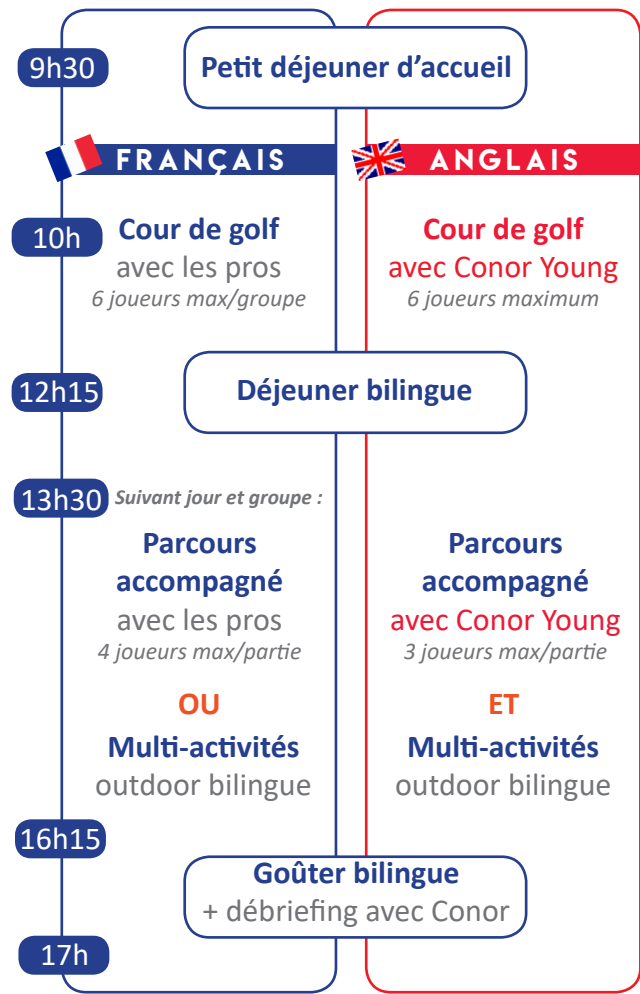 9h30
Petit déjeuner d'accueil
FRANÇAIS
ANGLAIS
10h
Cour de golf
avec les pros
6 joueurs max/groupe
Cour de golf
avec Conor Young
6 joueurs maximum
12h15
Déjeuner bilingue
13h30
Suivant jour et groupe :
Parcours
accompagné
avec les pros
4 joueurs max/partie
OU
Multi-activités
outdoor bilingue
Parcours
accompagné
avec Conor Young
3 joueurs max/partie
ET
Multi-activités
outdoor bilingue
16h15
Goûter bilingue
+ débriefing avec Conor
17h